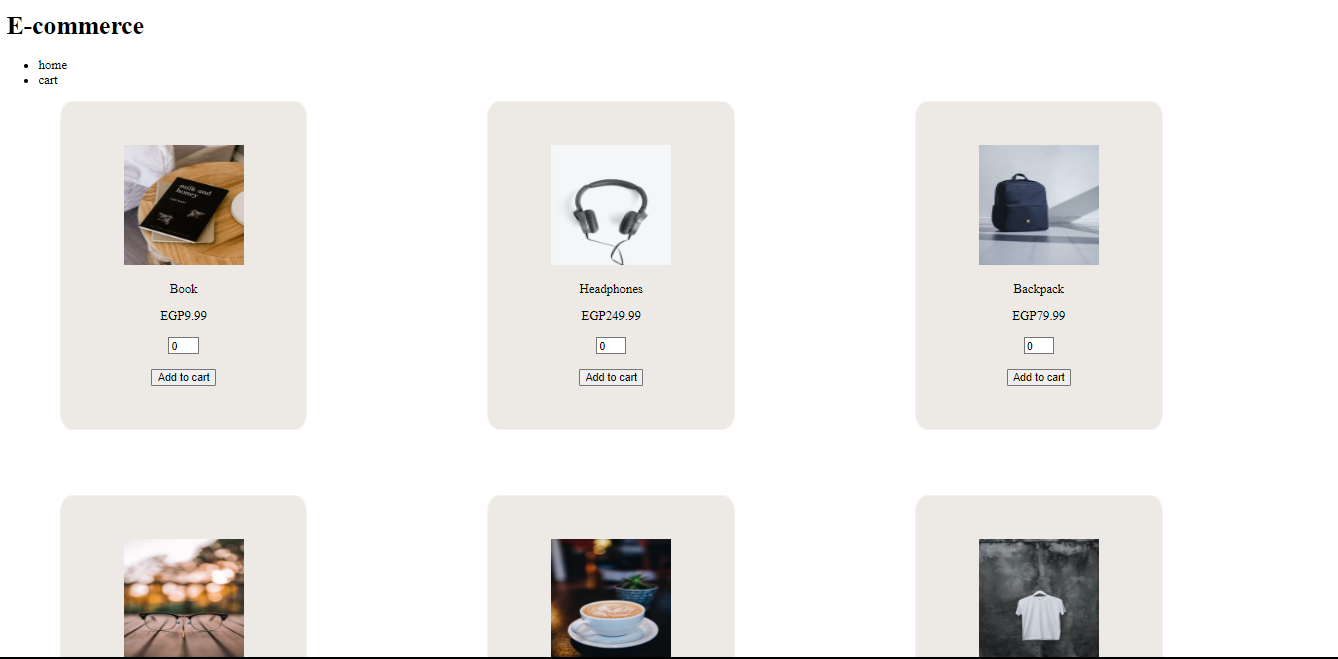 E-commerce
home
cart
milk and
honey
Book
EGP9.99
0
Add to cart
Headphones
EGP249.99
0
Add to cart
Backpack
EGP79.99
0
Add to cart